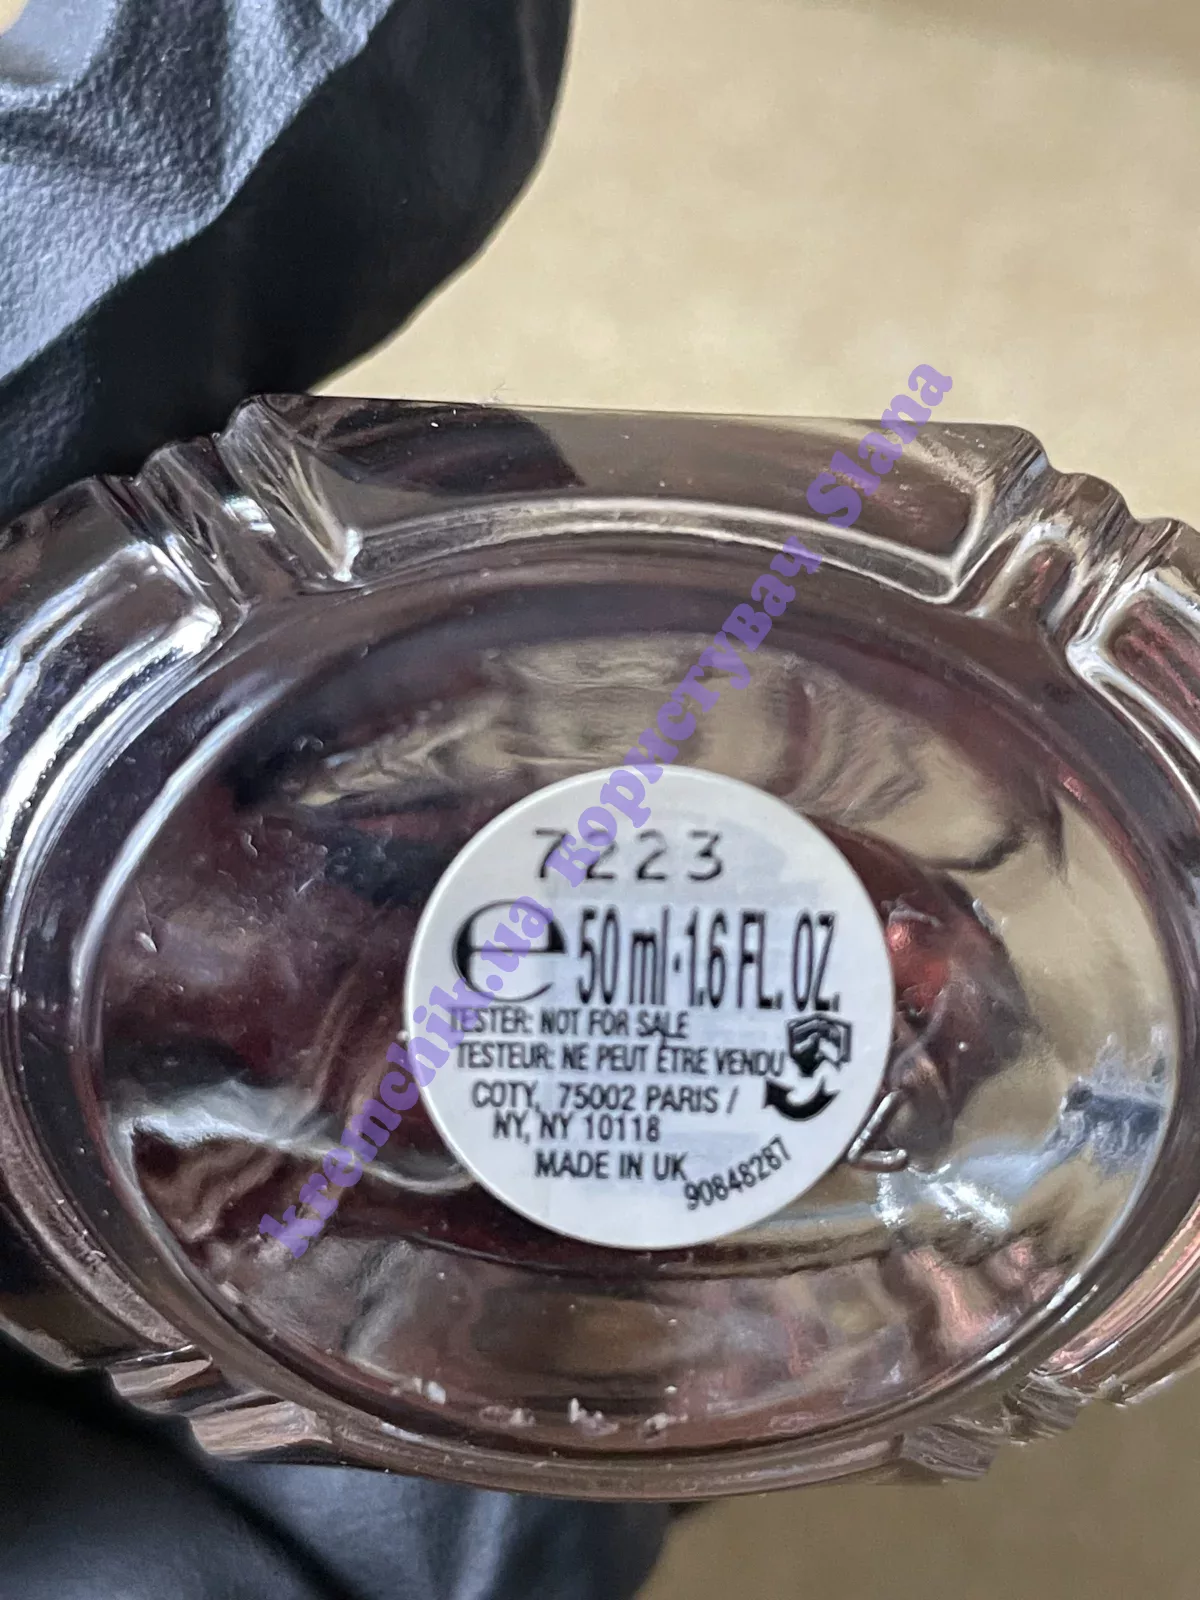 7223
e 50 ml · 1.6 FL. OZ.
TESTER: NOT FOR SALE
TESTEUR: NE PEUT ETRE VENDU
COTY, 75002 PARIS /
NY, NY 10118
MADE IN UK
90848287
kremchik.ua користувач Slana